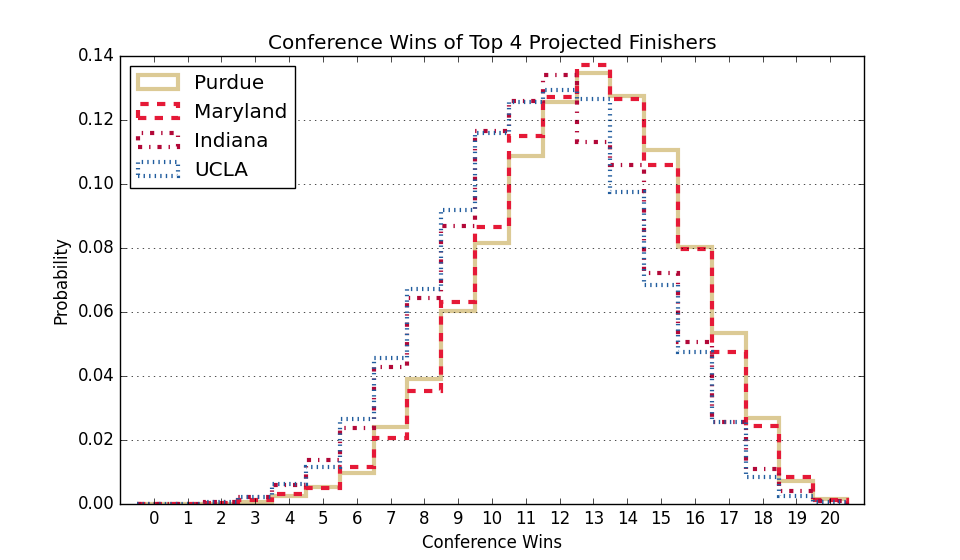 Conference Wins of Top 4 Projected Finishers
0.14
0.12
0.10
0.08
0.06
0.04
0.02
0.00
Probability
Purdue
Maryland
Indiana
UCLA
0 1 2 3 4 5 6 7 8 9 10 11 12 13 14 15 16 17 18 19 20
Conference Wins